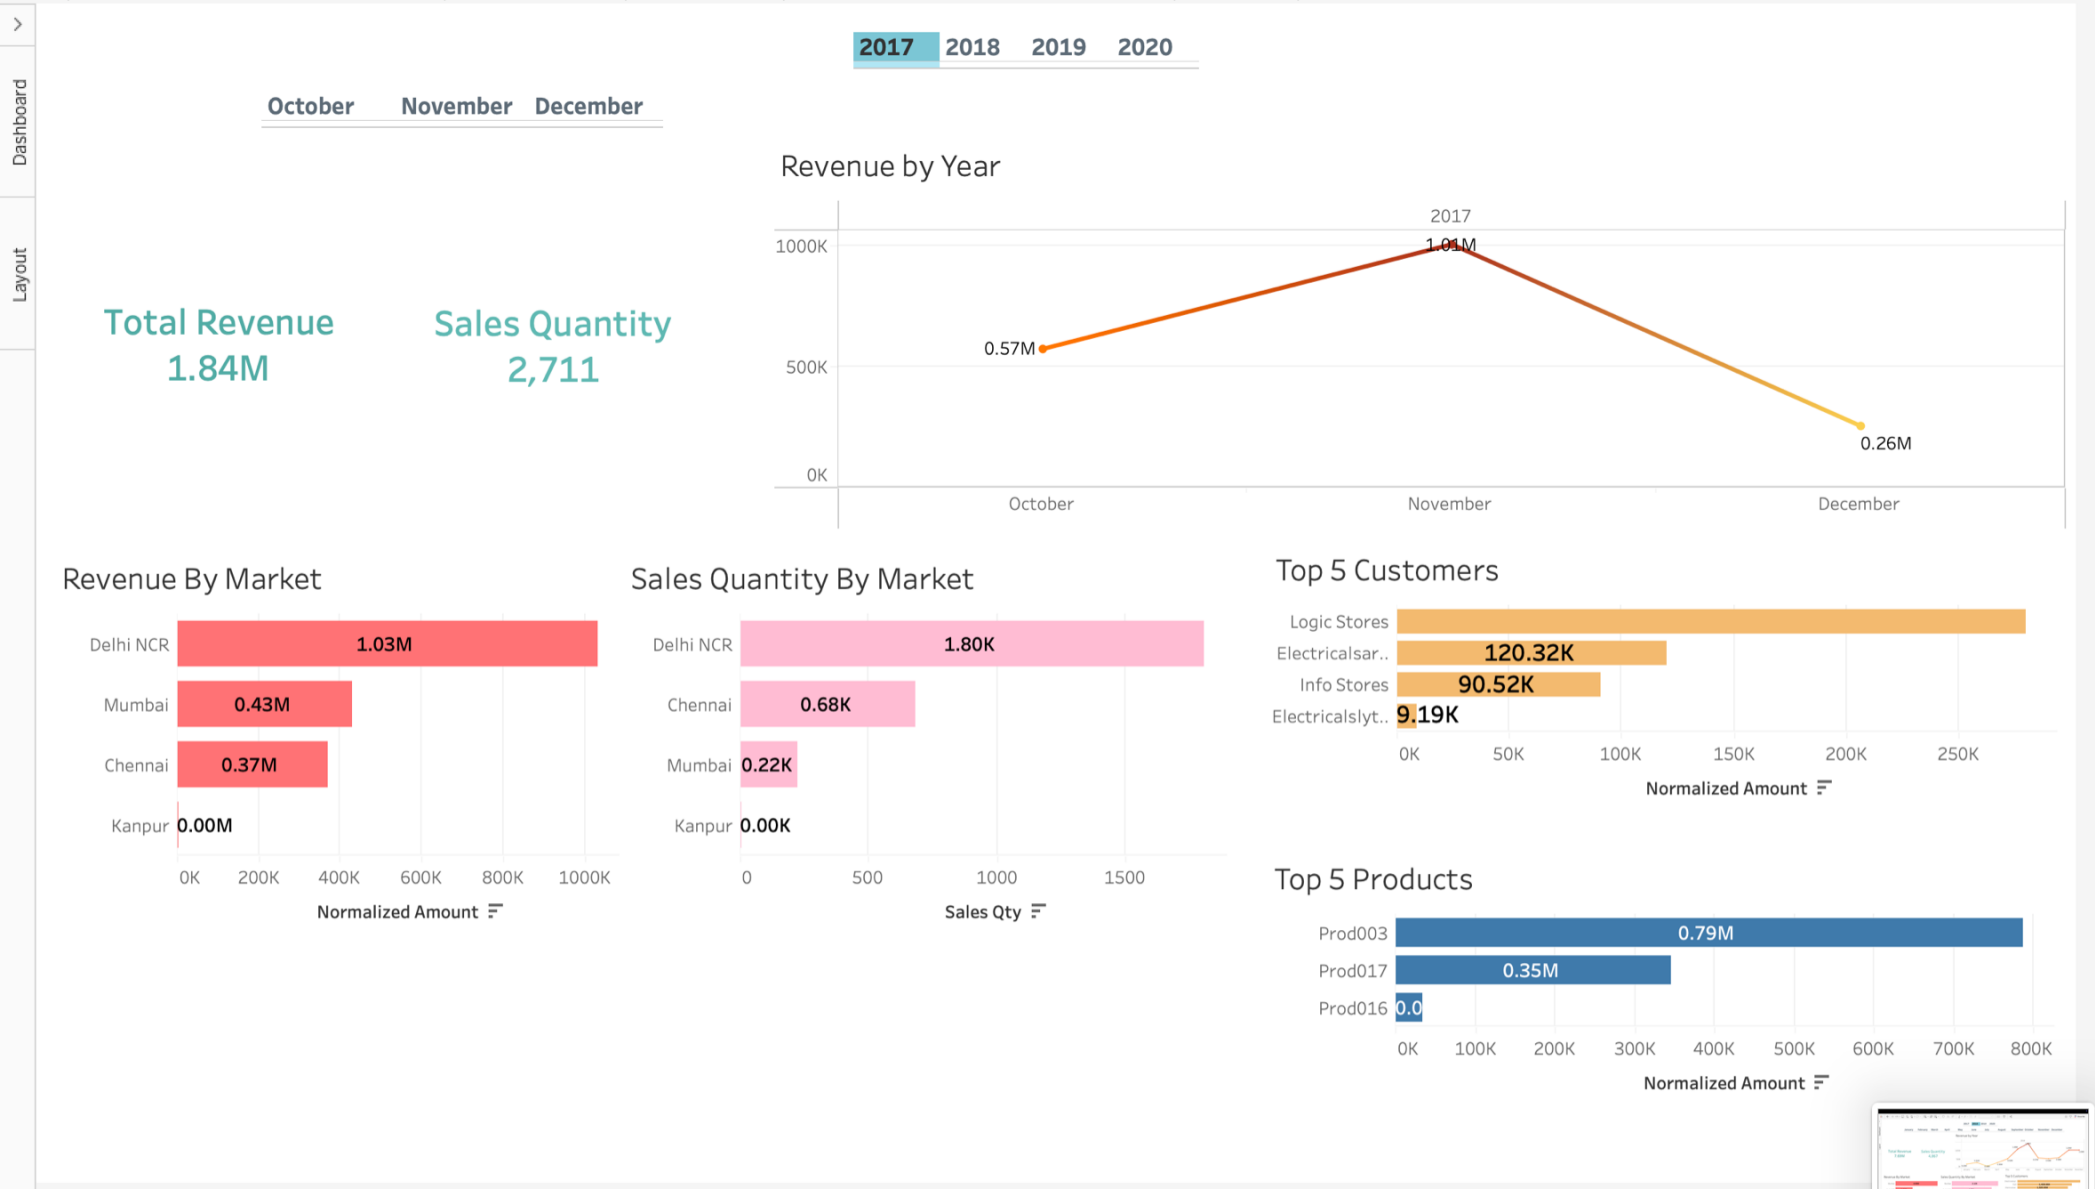 2017 2018 2019 2020
October November December
Dashboard
Layout
Revenue by Year
2017
1000K
500K
0K
0.57M
1.01M
0.26M
October November December
Total Revenue
1.84M
Sales Quantity
2,711
Revenue By Market
Delhi NCR 1.03M
Mumbai 0.43M
Chennai 0.37M
Kanpur 0.00M
0K 200K 400K 600K 800K 1000K
Normalized Amount
Sales Quantity By Market
Delhi NCR 1.80K
Chennai 0.68K
Mumbai 0.22K
Kanpur 0.00K
0 500 1000 1500
Sales Qty
Top 5 Customers
Logic Stores
Electricalsar.. 120.32K
Info Stores 90.52K
Electricalslyt.. 9.19K
0K 50K 100K 150K 200K 250K
Normalized Amount
Top 5 Products
Prod003 0.79M
Prod017 0.35M
Prod016 0.0
0K 100K 200K 300K 400K 500K 600K 700K 800K
Normalized Amount